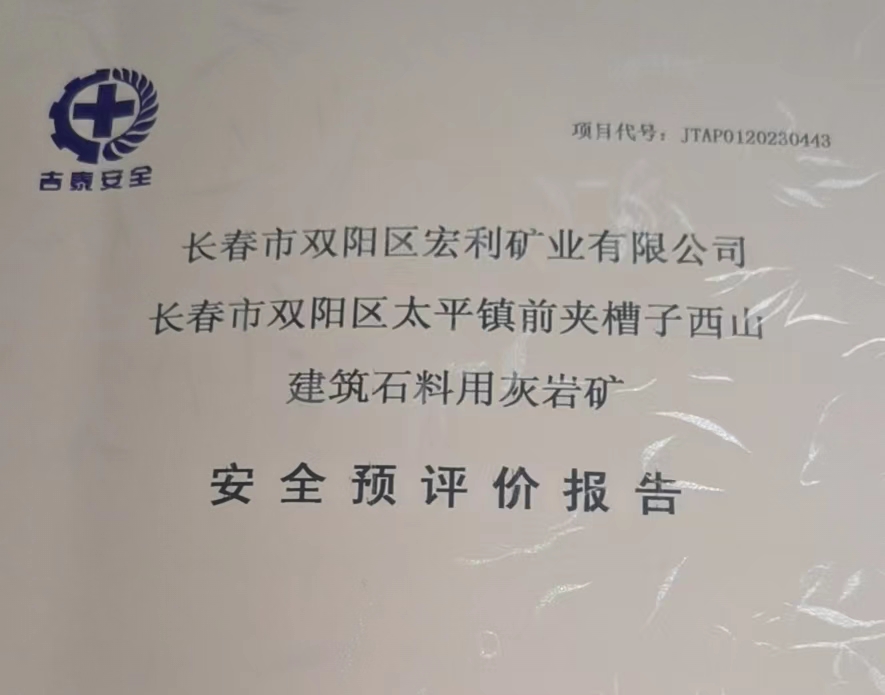 吉泰安全
项目代号：JTAP0120230443
长春市双阳区宏利矿业有限公司
长春市双阳区太平镇前夹槽子西山
建筑石料用灰岩矿
安全预评价报告